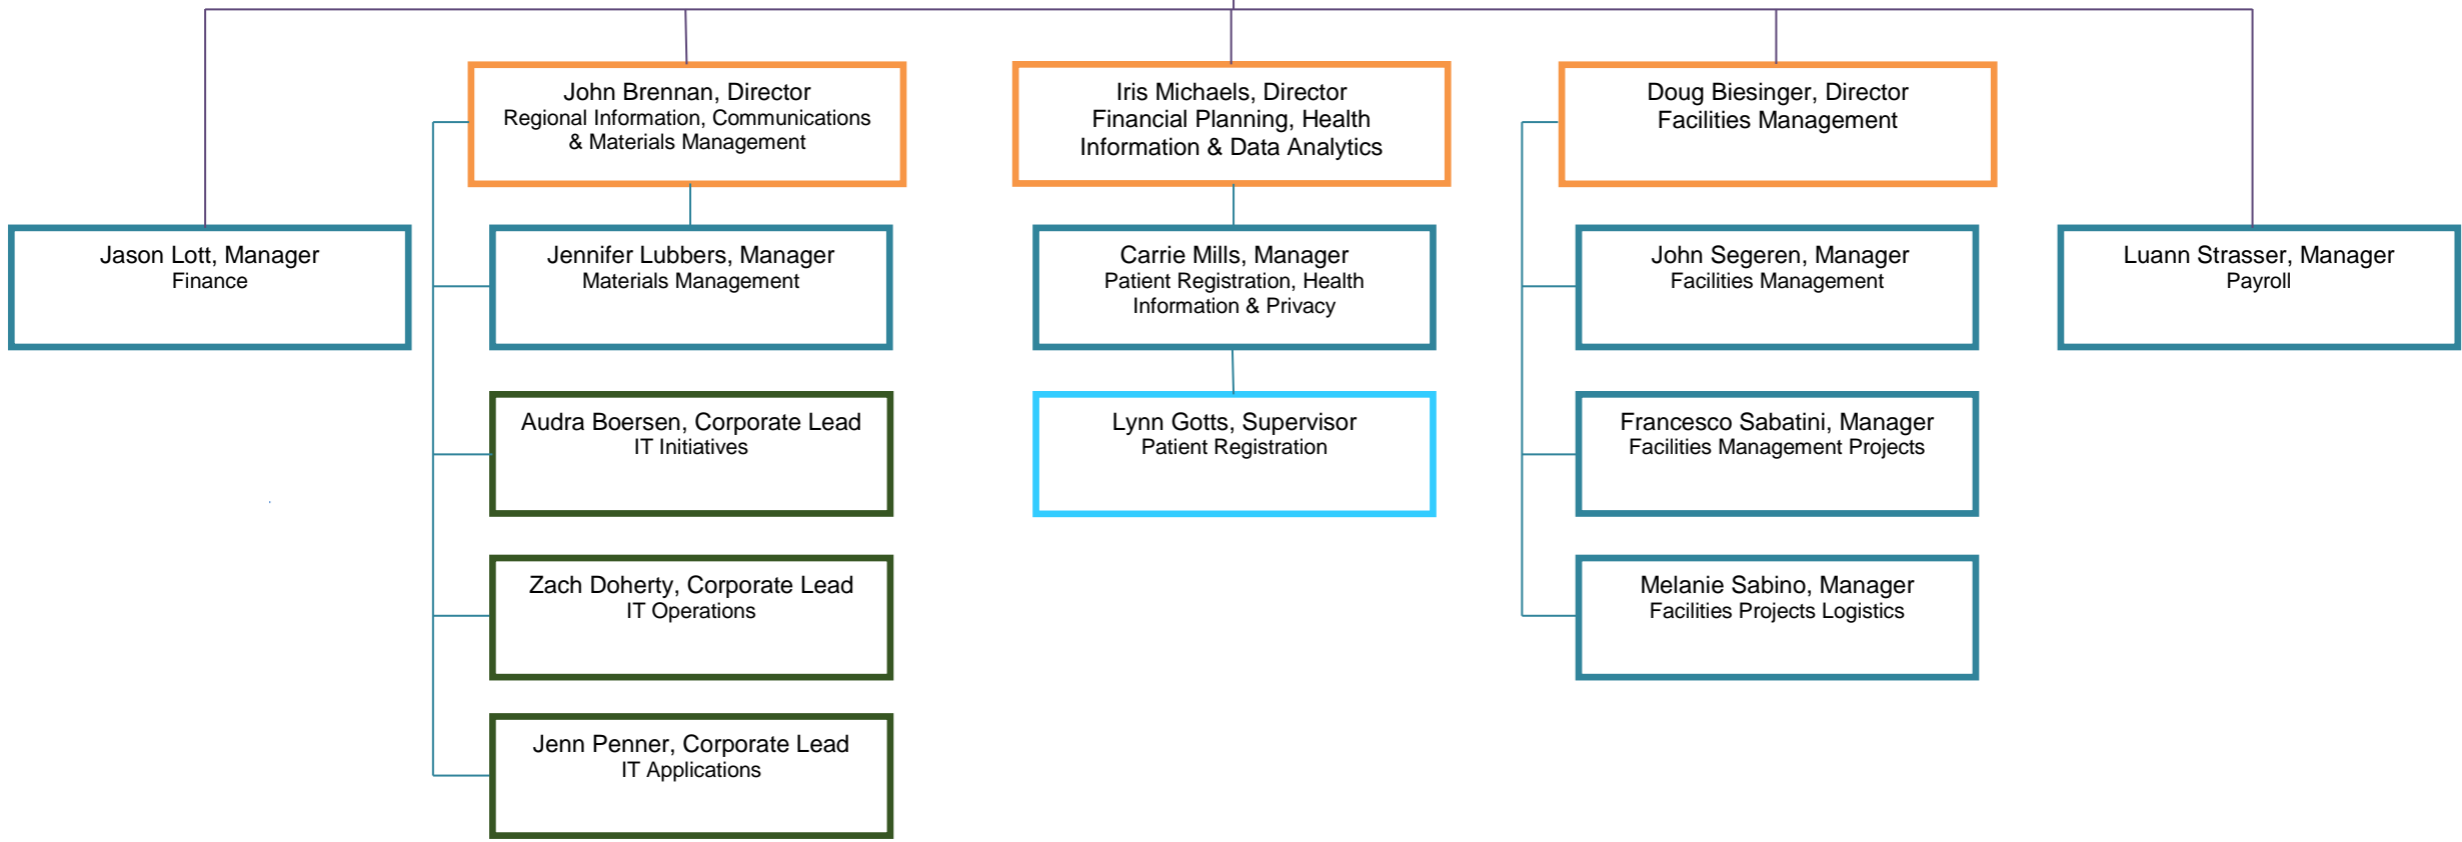 John Brennan, Director
Regional Information, Communications
& Materials Management
Iris Michaels, Director
Financial Planning, Health
Information & Data Analytics
Doug Biesinger, Director
Facilities Management
Jason Lott, Manager
Finance
Jennifer Lubbers, Manager
Materials Management
Carrie Mills, Manager
Patient Registration, Health
Information & Privacy
John Segeren, Manager
Facilities Management
Luann Strasser, Manager
Payroll
Audra Boersen, Corporate Lead
IT Initiatives
Lynn Gotts, Supervisor
Patient Registration
Francesco Sabatini, Manager
Facilities Management Projects
Zach Doherty, Corporate Lead
IT Operations
Melanie Sabino, Manager
Facilities Projects Logistics
Jenn Penner, Corporate Lead
IT Applications